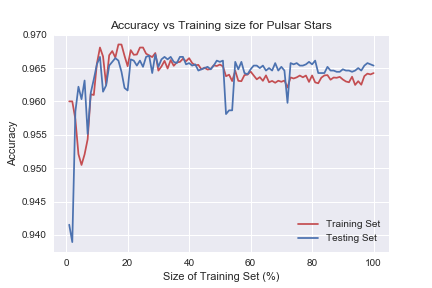 Accuracy vs Training size for Pulsar Stars
0.970
0.965
0.960
0.955
0.950
0.945
0.940
Accuracy
0 20 40 60 80 100
Size of Training Set (%)
Training Set
Testing Set